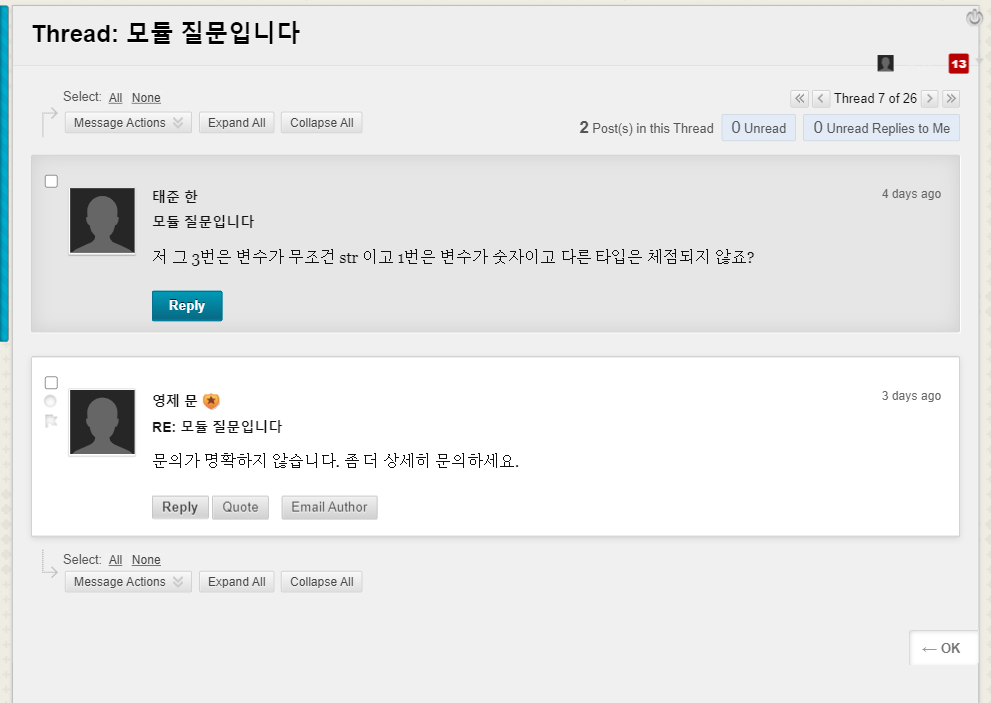 Thread: 모듈 질문입니다
13
Select: All None
Message Actions Expand All Collapse All
Thread 7 of 26
2 Post(s) in this Thread 0 Unread 0 Unread Replies to Me
태준 한
4 days ago
모듈 질문입니다
저 그 3번은 변수가 무조건 str 이고 1번은 변수가 숫자이고 다른 타입은 체점되지 않죠?
Reply
영제 문
3 days ago
RE: 모듈 질문입니다
문의가 명확하지 않습니다. 좀 더 상세히 문의하세요.
Reply Quote Email Author
Select: All None
Message Actions Expand All Collapse All
← OK